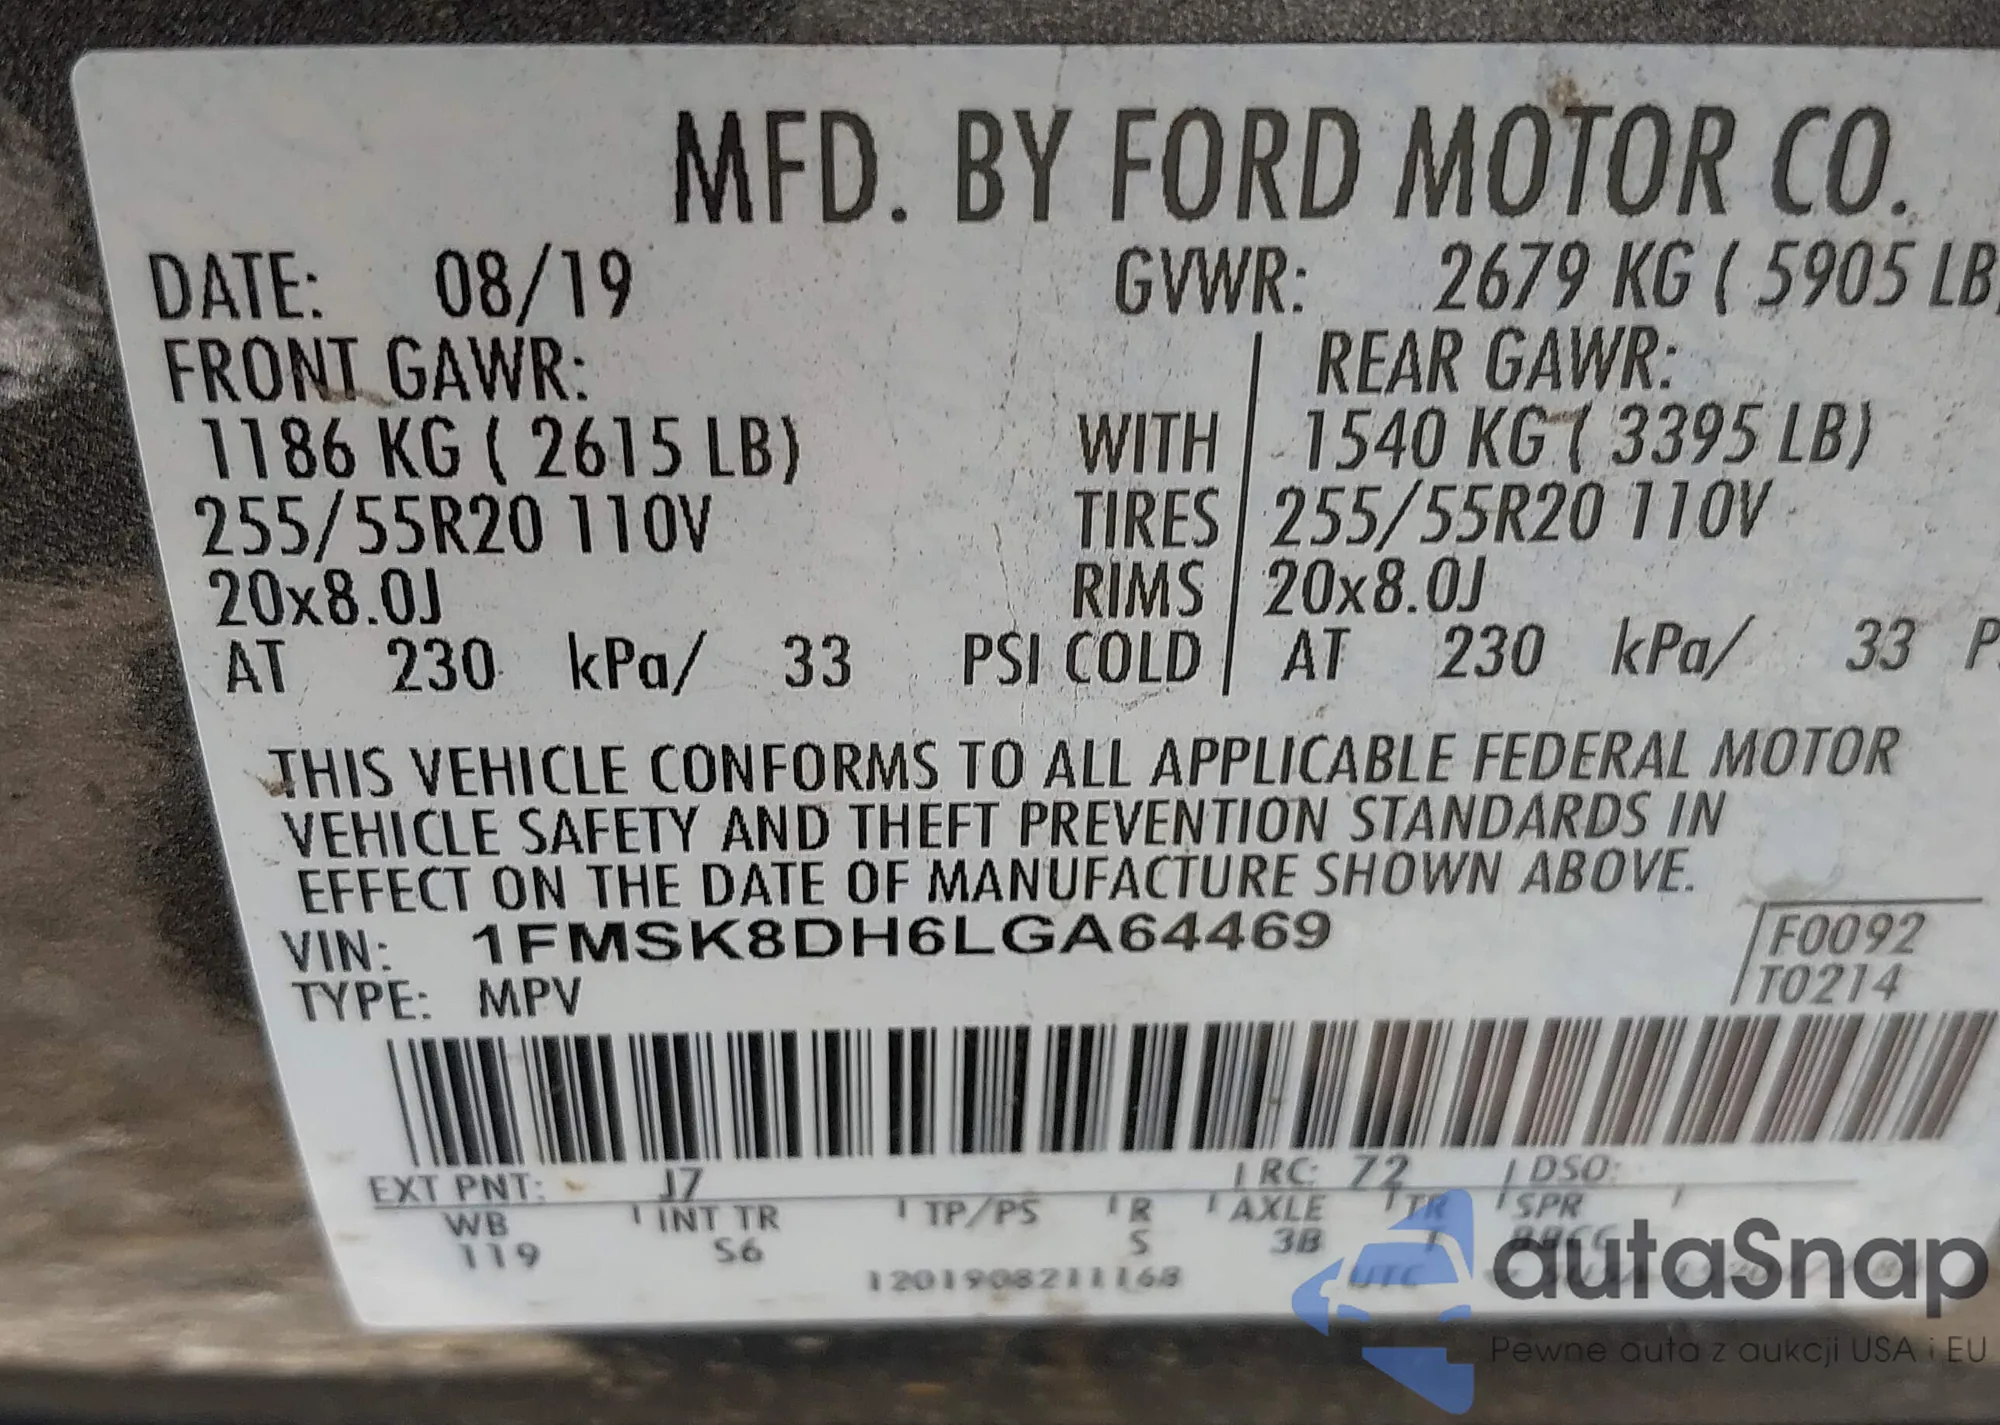 MFD. BY FORD MOTOR CO.
DATE: 08/19 GVWR: 2679 KG ( 5905 LB
FRONT GAWR: REAR GAWR:
1186 KG ( 2615 LB) WITH 1540 KG ( 3395 LB)
255/55R20 110V TIRES 255/55R20 110V
20x8.0J RIMS 20x8.0J
AT 230 kPa/ 33 PSI COLD AT 230 kPa/ 33 P
THIS VEHICLE CONFORMS TO ALL APPLICABLE FEDERAL MOTOR
VEHICLE SAFETY AND THEFT PREVENTION STANDARDS IN
EFFECT ON THE DATE OF MANUFACTURE SHOWN ABOVE.
VIN: 1FMSK8DH6LGA64469 F0092
TYPE: MPV T0214
EXT PNT: J7 RC: 72 DSO:
WB INT TR TP/PS R AXLE TR SPR
119 S6 S 3B T
1201908211168 UTC
autaSnap
Pewne auta z aukcji USA i EU